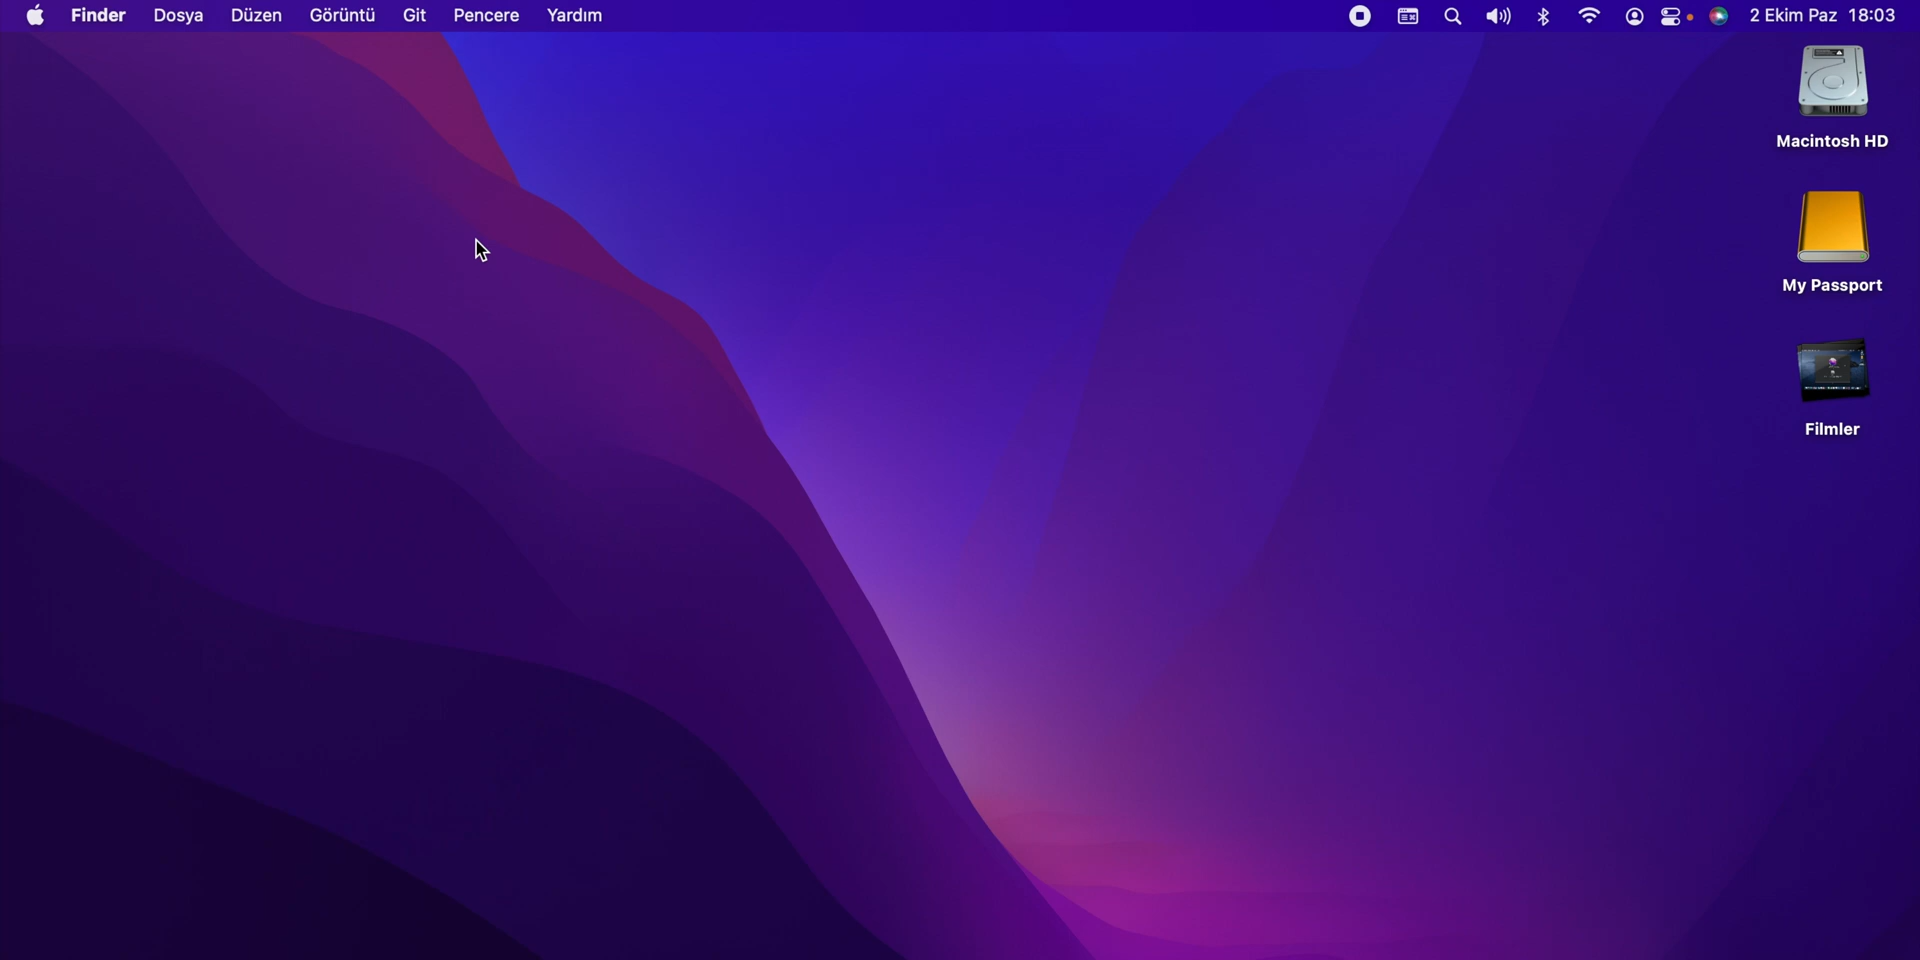 Finder Dosya Düzen Görüntü Git Pencere Yardım 2 Ekim Paz 18:03
Macintosh HD
My Passport
Filmler